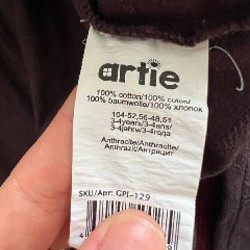 artie
100% cotton/100% coton/
100% baumwolle/100% хлопок
104-52,56-48,51
3-4years/3-4ans/
3-4jahre/3-4года
Anthracite/Anthracite/
Anthrazit/Антрацит
SKU/Арт: GPI-129
4